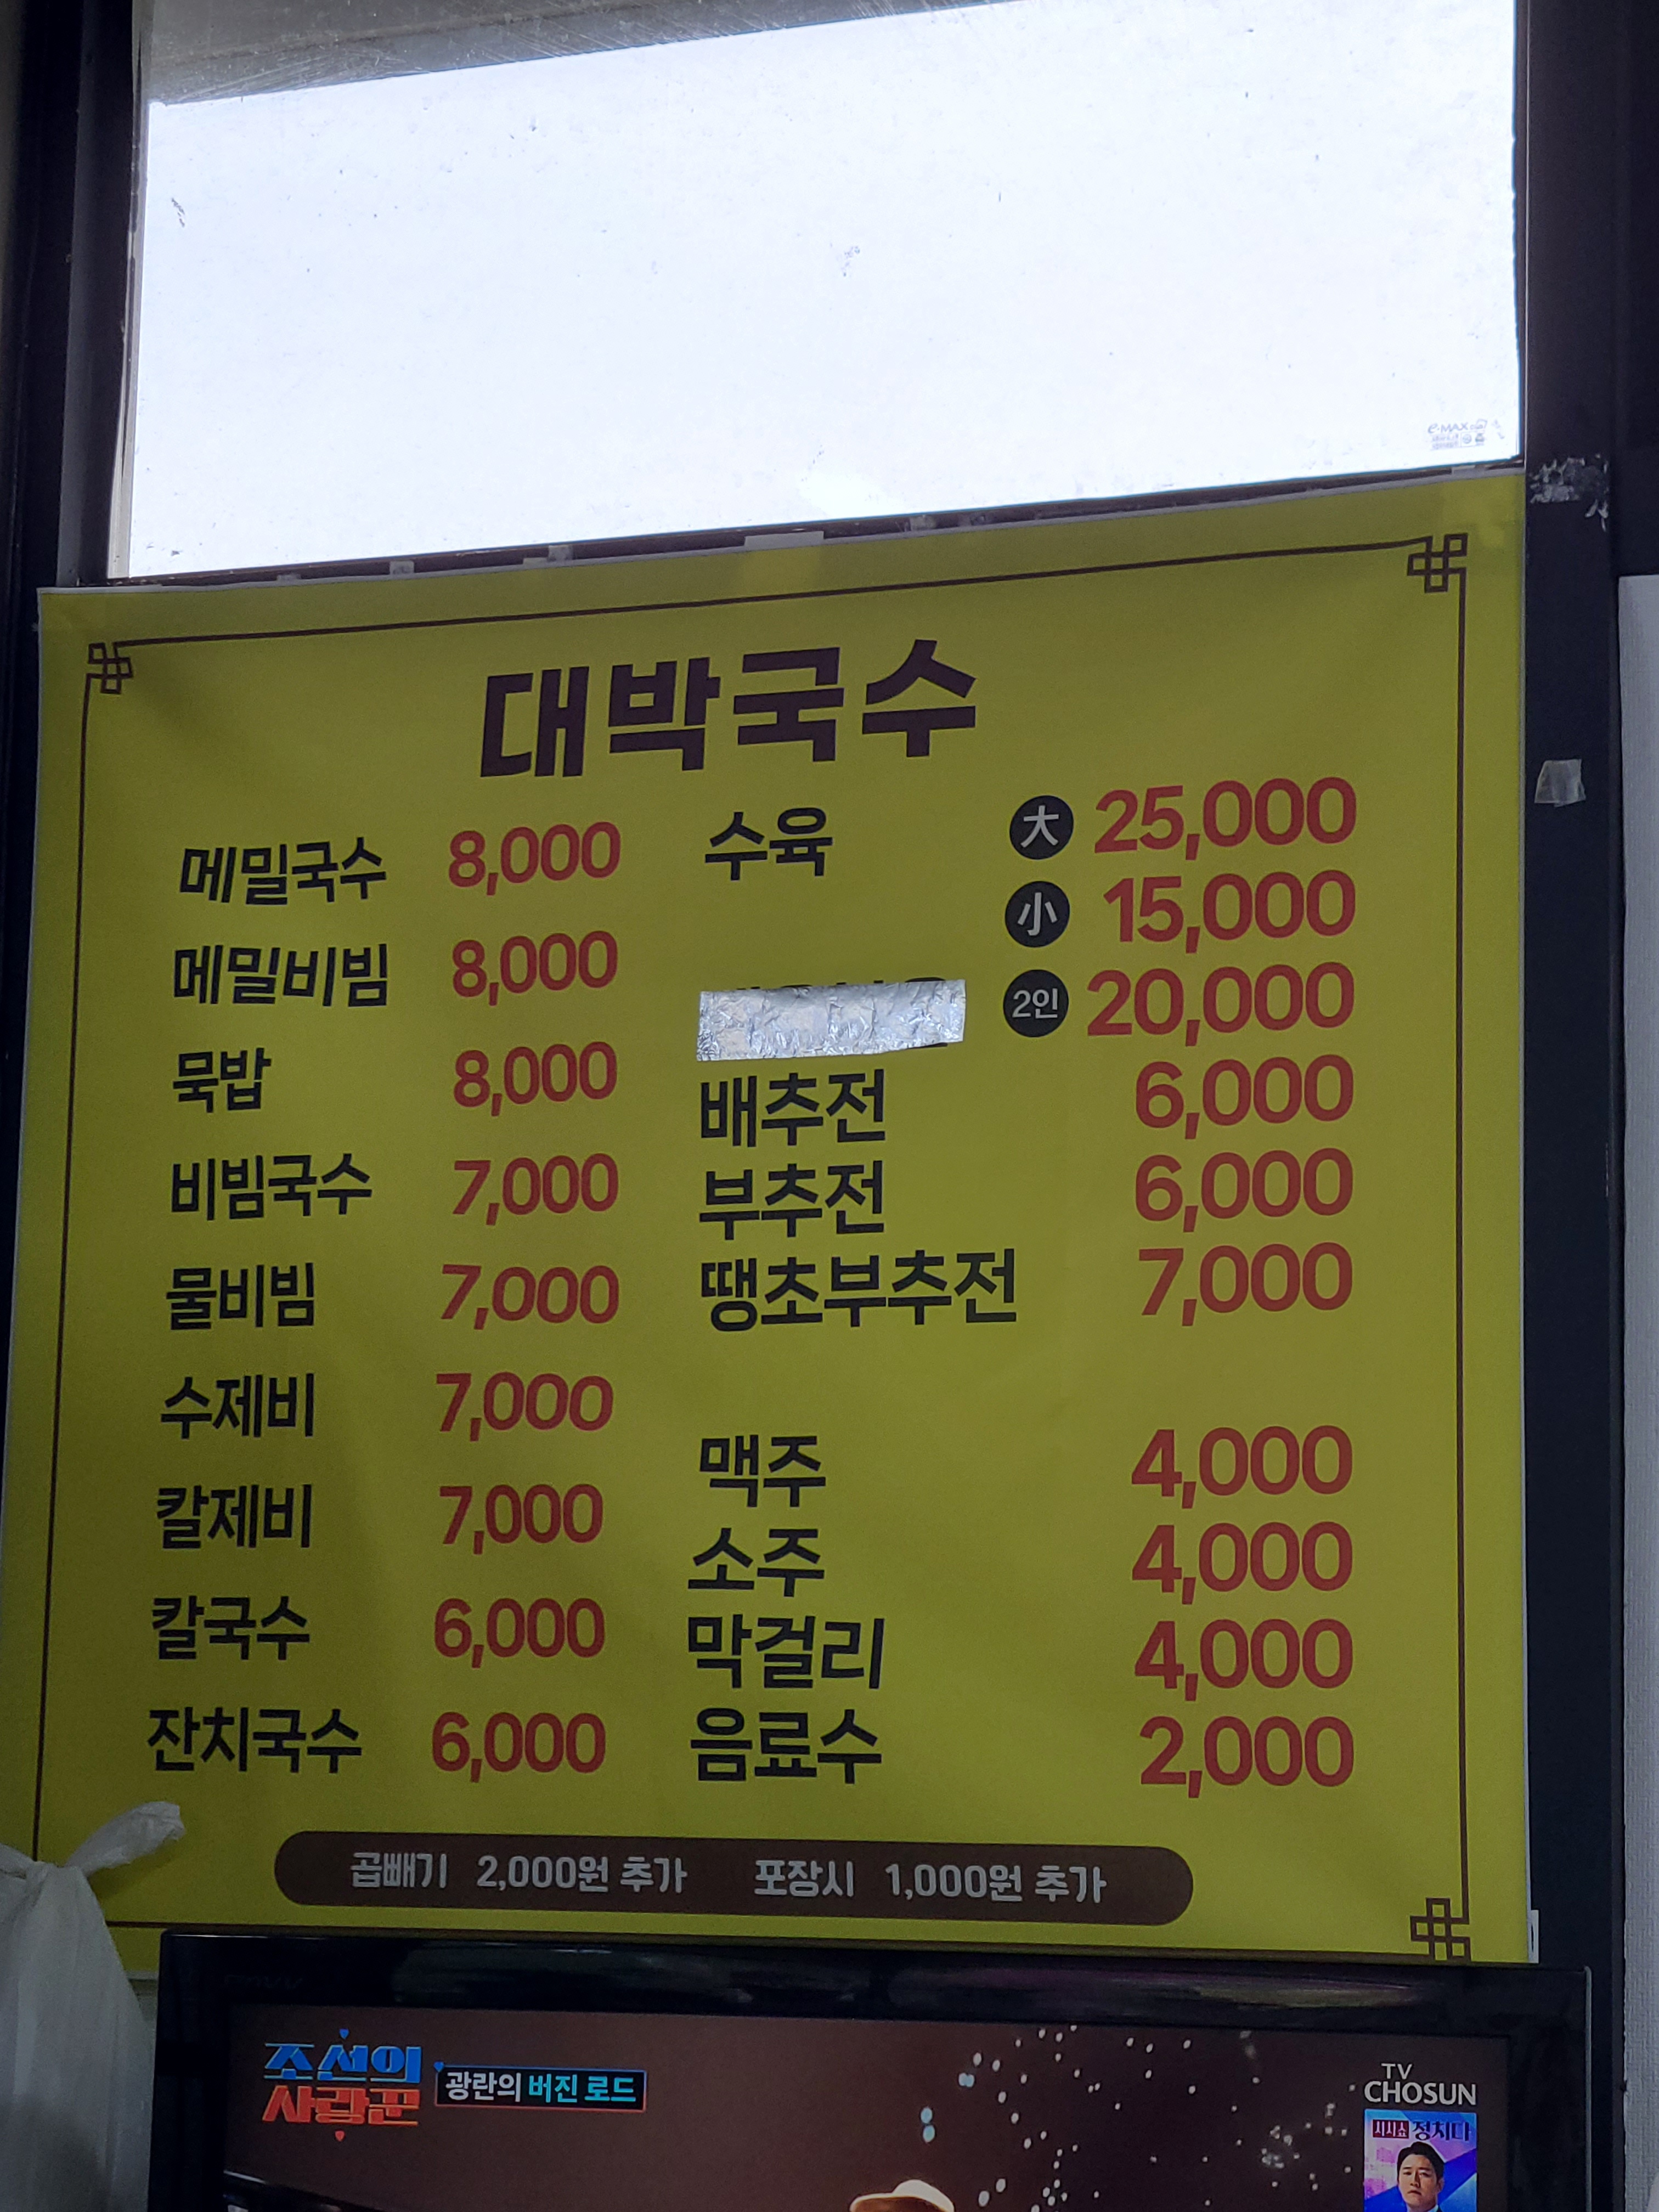 대박국수
메밀국수 8,000
메밀비빔 8,000
묵밥 8,000
비빔국수 7,000
물비빔 7,000
수제비 7,000
칼제비 7,000
칼국수 6,000
잔치국수 6,000
수육 大 25,000
小 15,000
2인 20,000
배추전 6,000
부추전 6,000
땡초부추전 7,000
맥주 4,000
소주 4,000
막걸리 4,000
음료수 2,000
곱빼기 2,000원 추가 포장시 1,000원 추가
조선의
사랑꾼
광란의 버진 로드
TV
CHOSUN
시사쇼 정치다
e-MAX